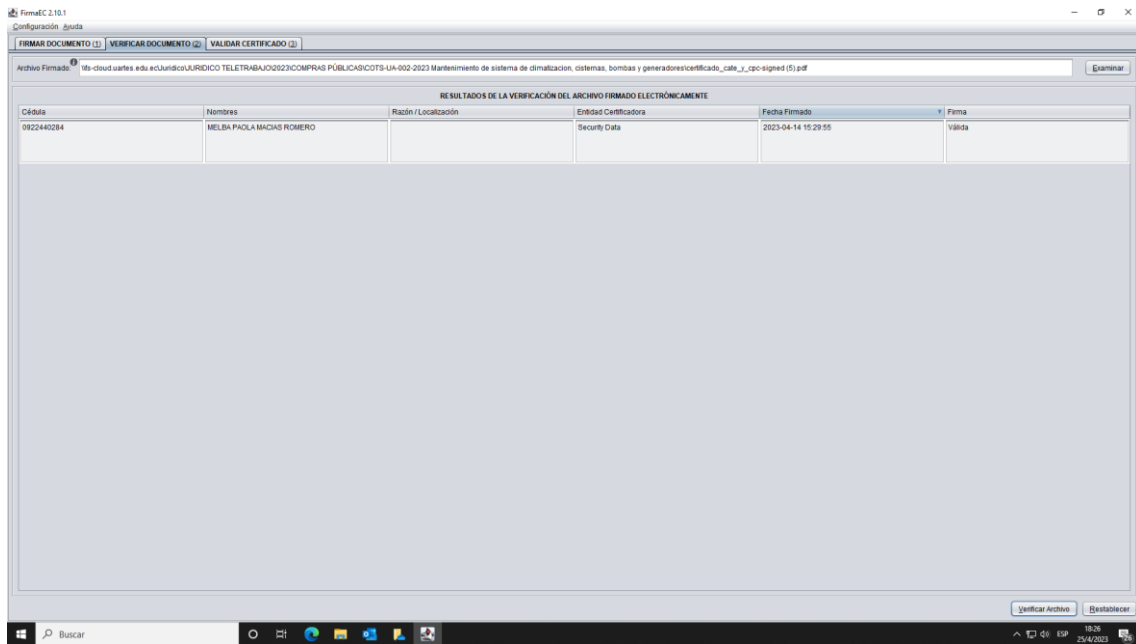 FirmaEC 2.10.1
Configuración Ayuda
FIRMAR DOCUMENTO (1) VERIFICAR DOCUMENTO (2) VALIDAR CERTIFICADO (3)
Archivo Firmado: \\fs-cloud.uartes.edu.ec\Juridico\JURIDICO TELETRABAJO\2023\COMPRAS PÚBLICAS\COTS-UA-002-2023 Mantenimiento de sistema de climatizacion, cisternas, bombas y generadores\certificado_cate_y_cpc-signed (5).pdf Examinar
RESULTADOS DE LA VERIFICACIÓN DEL ARCHIVO FIRMADO ELECTRÓNICAMENTE
Cédula Nombres Razón / Localización Entidad Certificadora Fecha Firmado Firma
0922440284 MELBA PAOLA MACIAS ROMERO Security Data 2023-04-14 15:29:55 Válida
Verificar Archivo Restablecer
Buscar ESP 18:26
25/4/2023